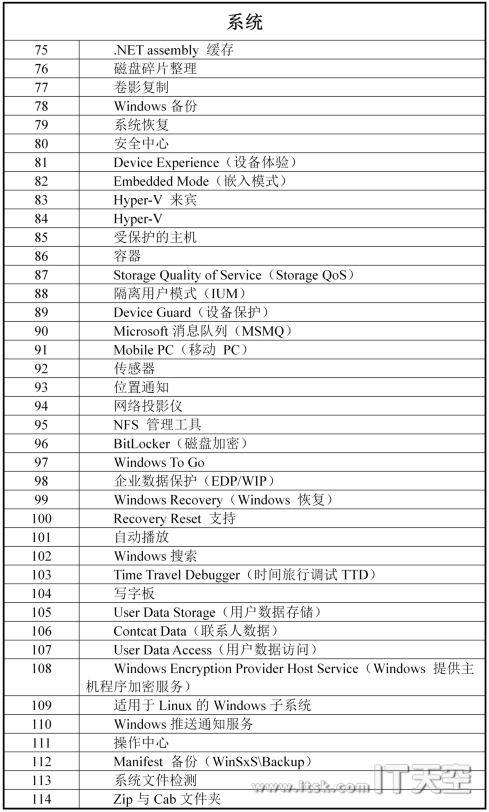 系统
75 .NET assembly 缓存
76 磁盘碎片整理
77 卷影复制
78 Windows 备份
79 系统恢复
80 安全中心
81 Device Experience（设备体验）
82 Embedded Mode（嵌入模式）
83 Hyper-V 来宾
84 Hyper-V
85 受保护的主机
86 容器
87 Storage Quality of Service（Storage QoS）
88 隔离用户模式（IUM）
89 Device Guard（设备保护）
90 Microsoft 消息队列（MSMQ）
91 Mobile PC（移动 PC）
92 传感器
93 位置通知
94 网络投影仪
95 NFS 管理工具
96 BitLocker（磁盘加密）
97 Windows To Go
98 企业数据保护（EDP/WIP）
99 Windows Recovery（Windows 恢复）
100 Recovery Reset 支持
101 自动播放
102 Windows 搜索
103 Time Travel Debugger（时间旅行调试 TTD）
104 写字板
105 User Data Storage（用户数据存储）
106 Contcat Data（联系人数据）
107 User Data Access（用户数据访问）
108 Windows Encryption Provider Host Service（Windows 提供主
机程序加密服务）
109 适用于 Linux 的 Windows 子系统
110 Windows 推送通知服务
111 操作中心
112 Manifest 备份（WinSxS\Backup）
113 系统文件检测
114 Zip 与 Cab 文件夹
www.itsk.com IT天空